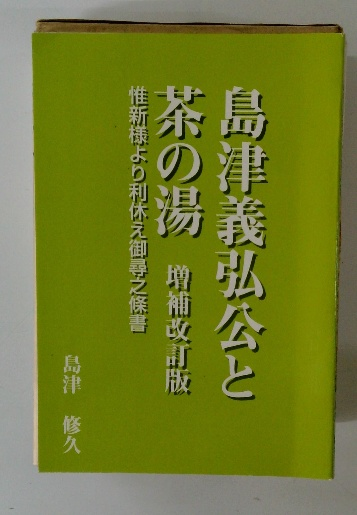 島津義弘公と
茶の湯 増補改訂版
惟新様より利休え御尋之條書
島津 修久